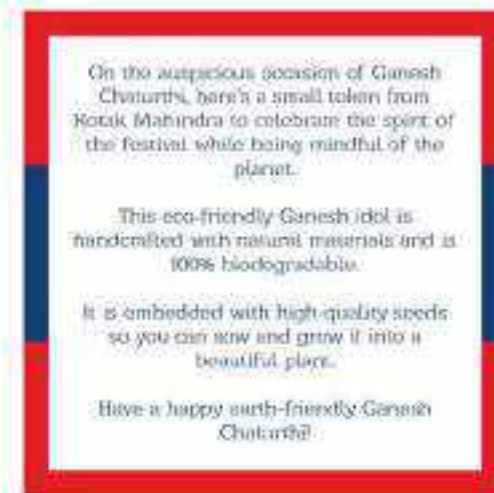 On the auspicious occasion of Ganesh
Chaturthi, here's a small token from
Kotak Mahindra to celebrate the spirit of
the festival while being mindful of the
planet.
This eco-friendly Ganesh idol is
handcrafted with natural materials and is
100% biodegradable.
It is embedded with high-quality seeds
so you can sow and grow it into a
beautiful plant.
Have a happy earth-friendly Ganesh
Chaturthi!